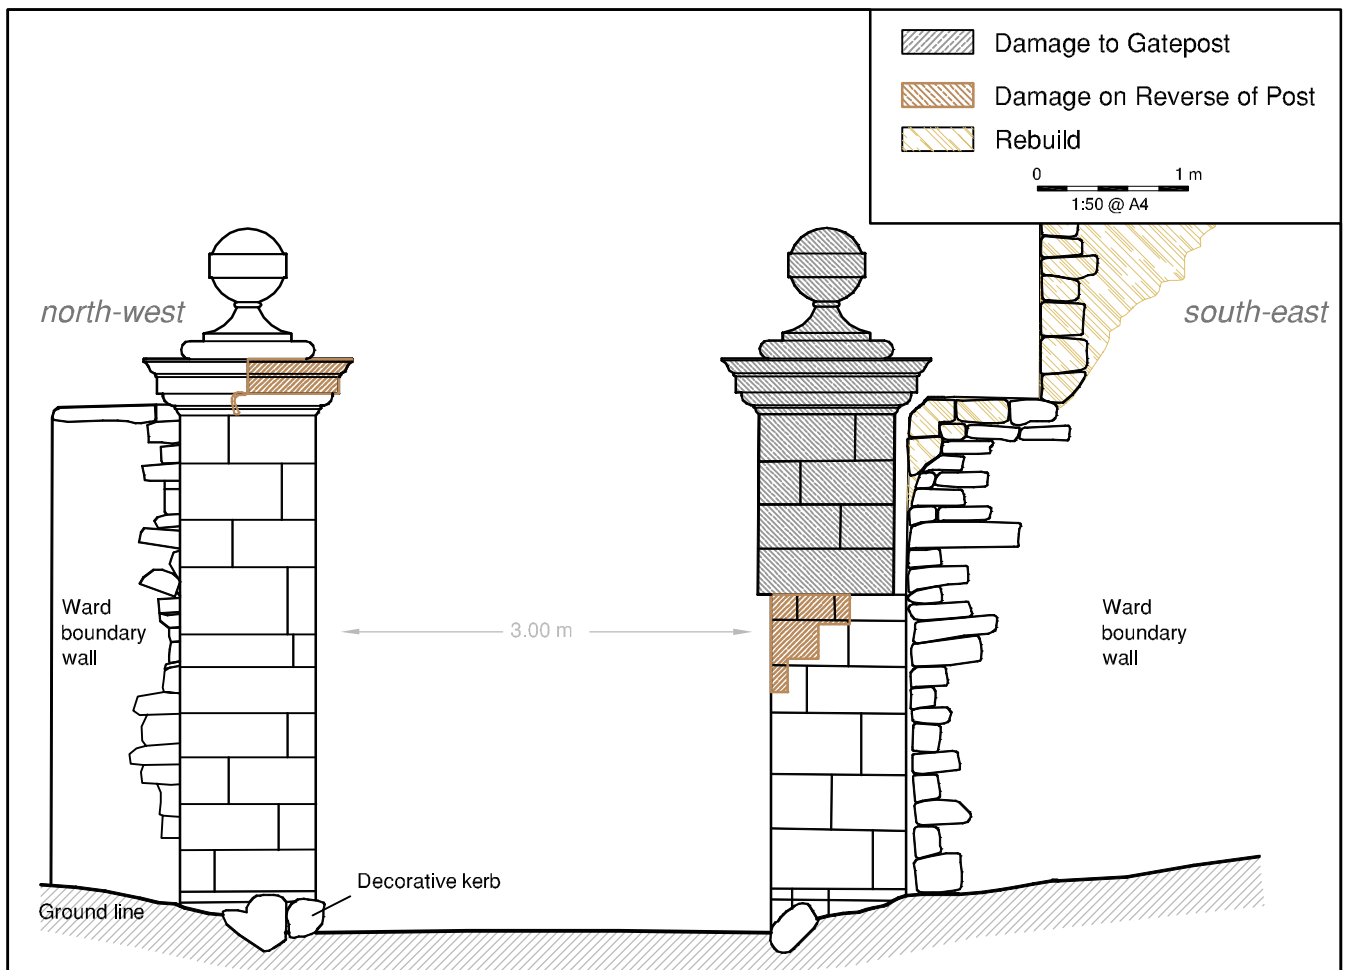 Damage to Gatepost
Damage on Reverse of Post
Rebuild
0 1 m
1:50 @ A4
north-west
south-east
Ward
boundary
wall
3.00 m
Ward
boundary
wall
Decorative kerb
Ground line